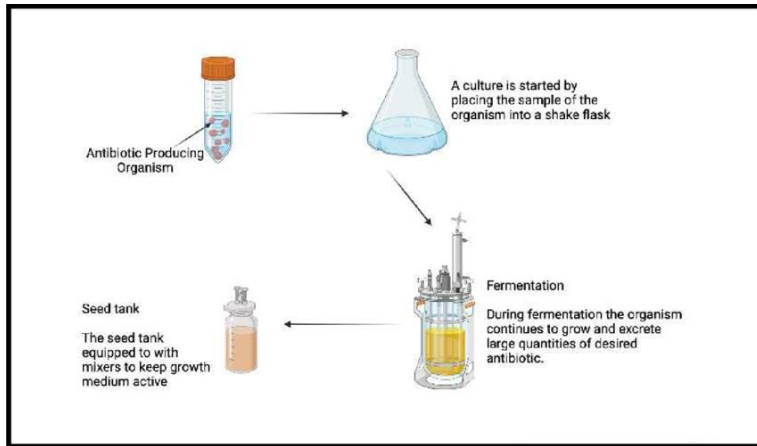 A culture is started by
placing the sample of the
organism into a shake flask
Antibiotic Producing
Organism
Fermentation
During fermentation the organism
continues to grow and excrete
large quantities of desired
antibiotic.
Seed tank
The seed tank
equipped to with
mixers to keep growth
medium active